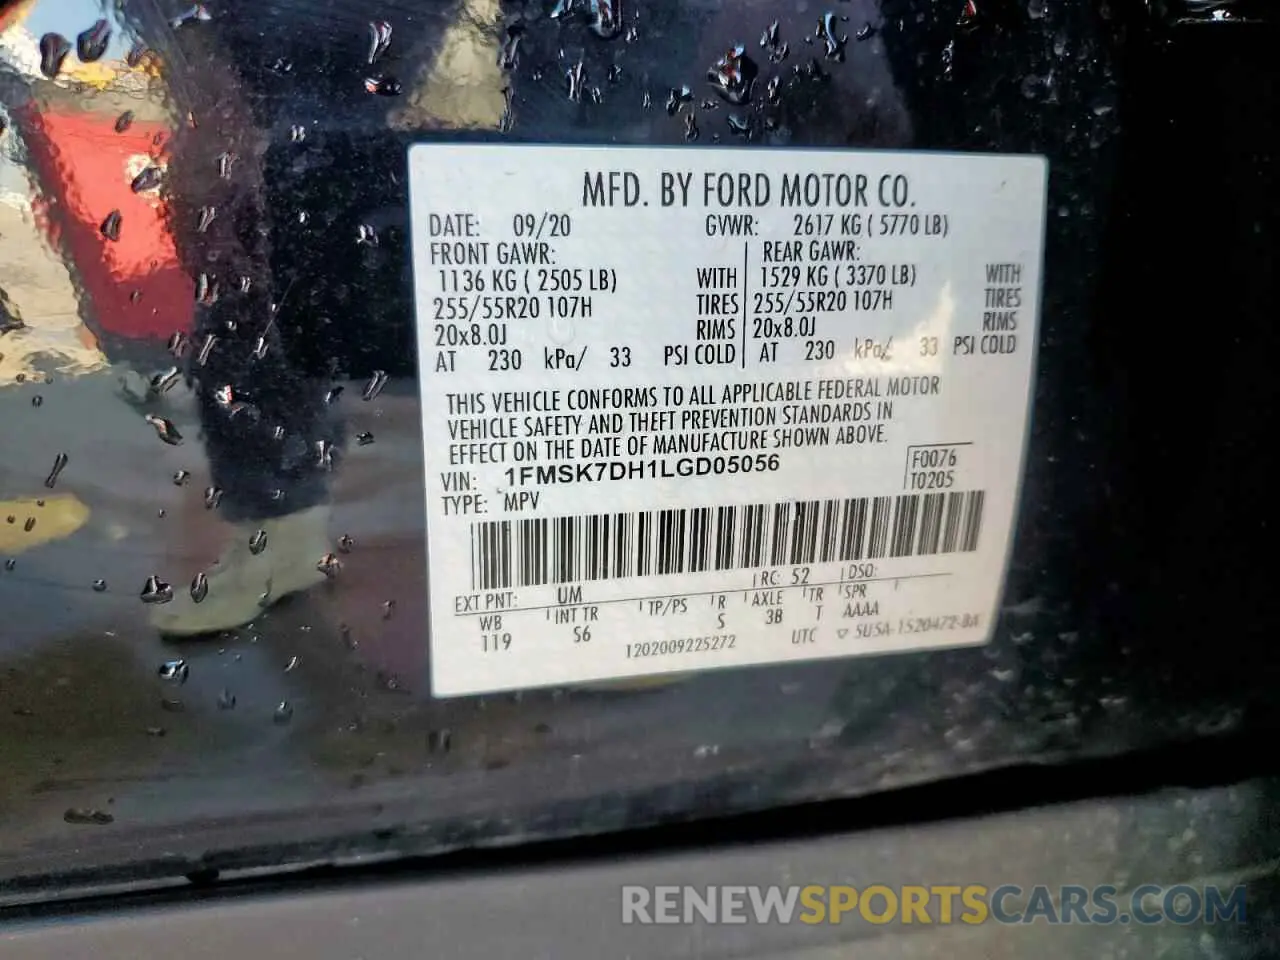 MFD. BY FORD MOTOR CO.
DATE: 09/20 GVWR: 2617 KG ( 5770 LB)
FRONT GAWR: REAR GAWR:
1136 KG ( 2505 LB) WITH 1529 KG ( 3370 LB) WITH
255/55R20 107H TIRES 255/55R20 107H TIRES
20x8.0J RIMS 20x8.0J RIMS
AT 230 kPa/ 33 PSI COLD AT 230 kPa/ 33 PSI COLD
THIS VEHICLE CONFORMS TO ALL APPLICABLE FEDERAL MOTOR
VEHICLE SAFETY AND THEFT PREVENTION STANDARDS IN
EFFECT ON THE DATE OF MANUFACTURE SHOWN ABOVE.
VIN: 1FMSK7DH1LGD05056 F0076
TYPE: MPV T0205
EXT PNT: UM RC: 52 DSO:
WB INT TR TP/PS R AXLE TR SPR
119 S6 S 3B T AAAA
1202009225272 UTC ▽ 5U5A-1520472-BA
RENEWSPORTSCARS.COM